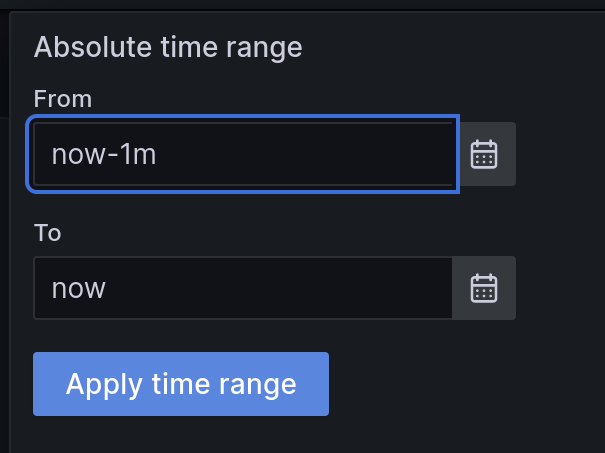 Absolute time range
From
now-1m
To
now
Apply time range